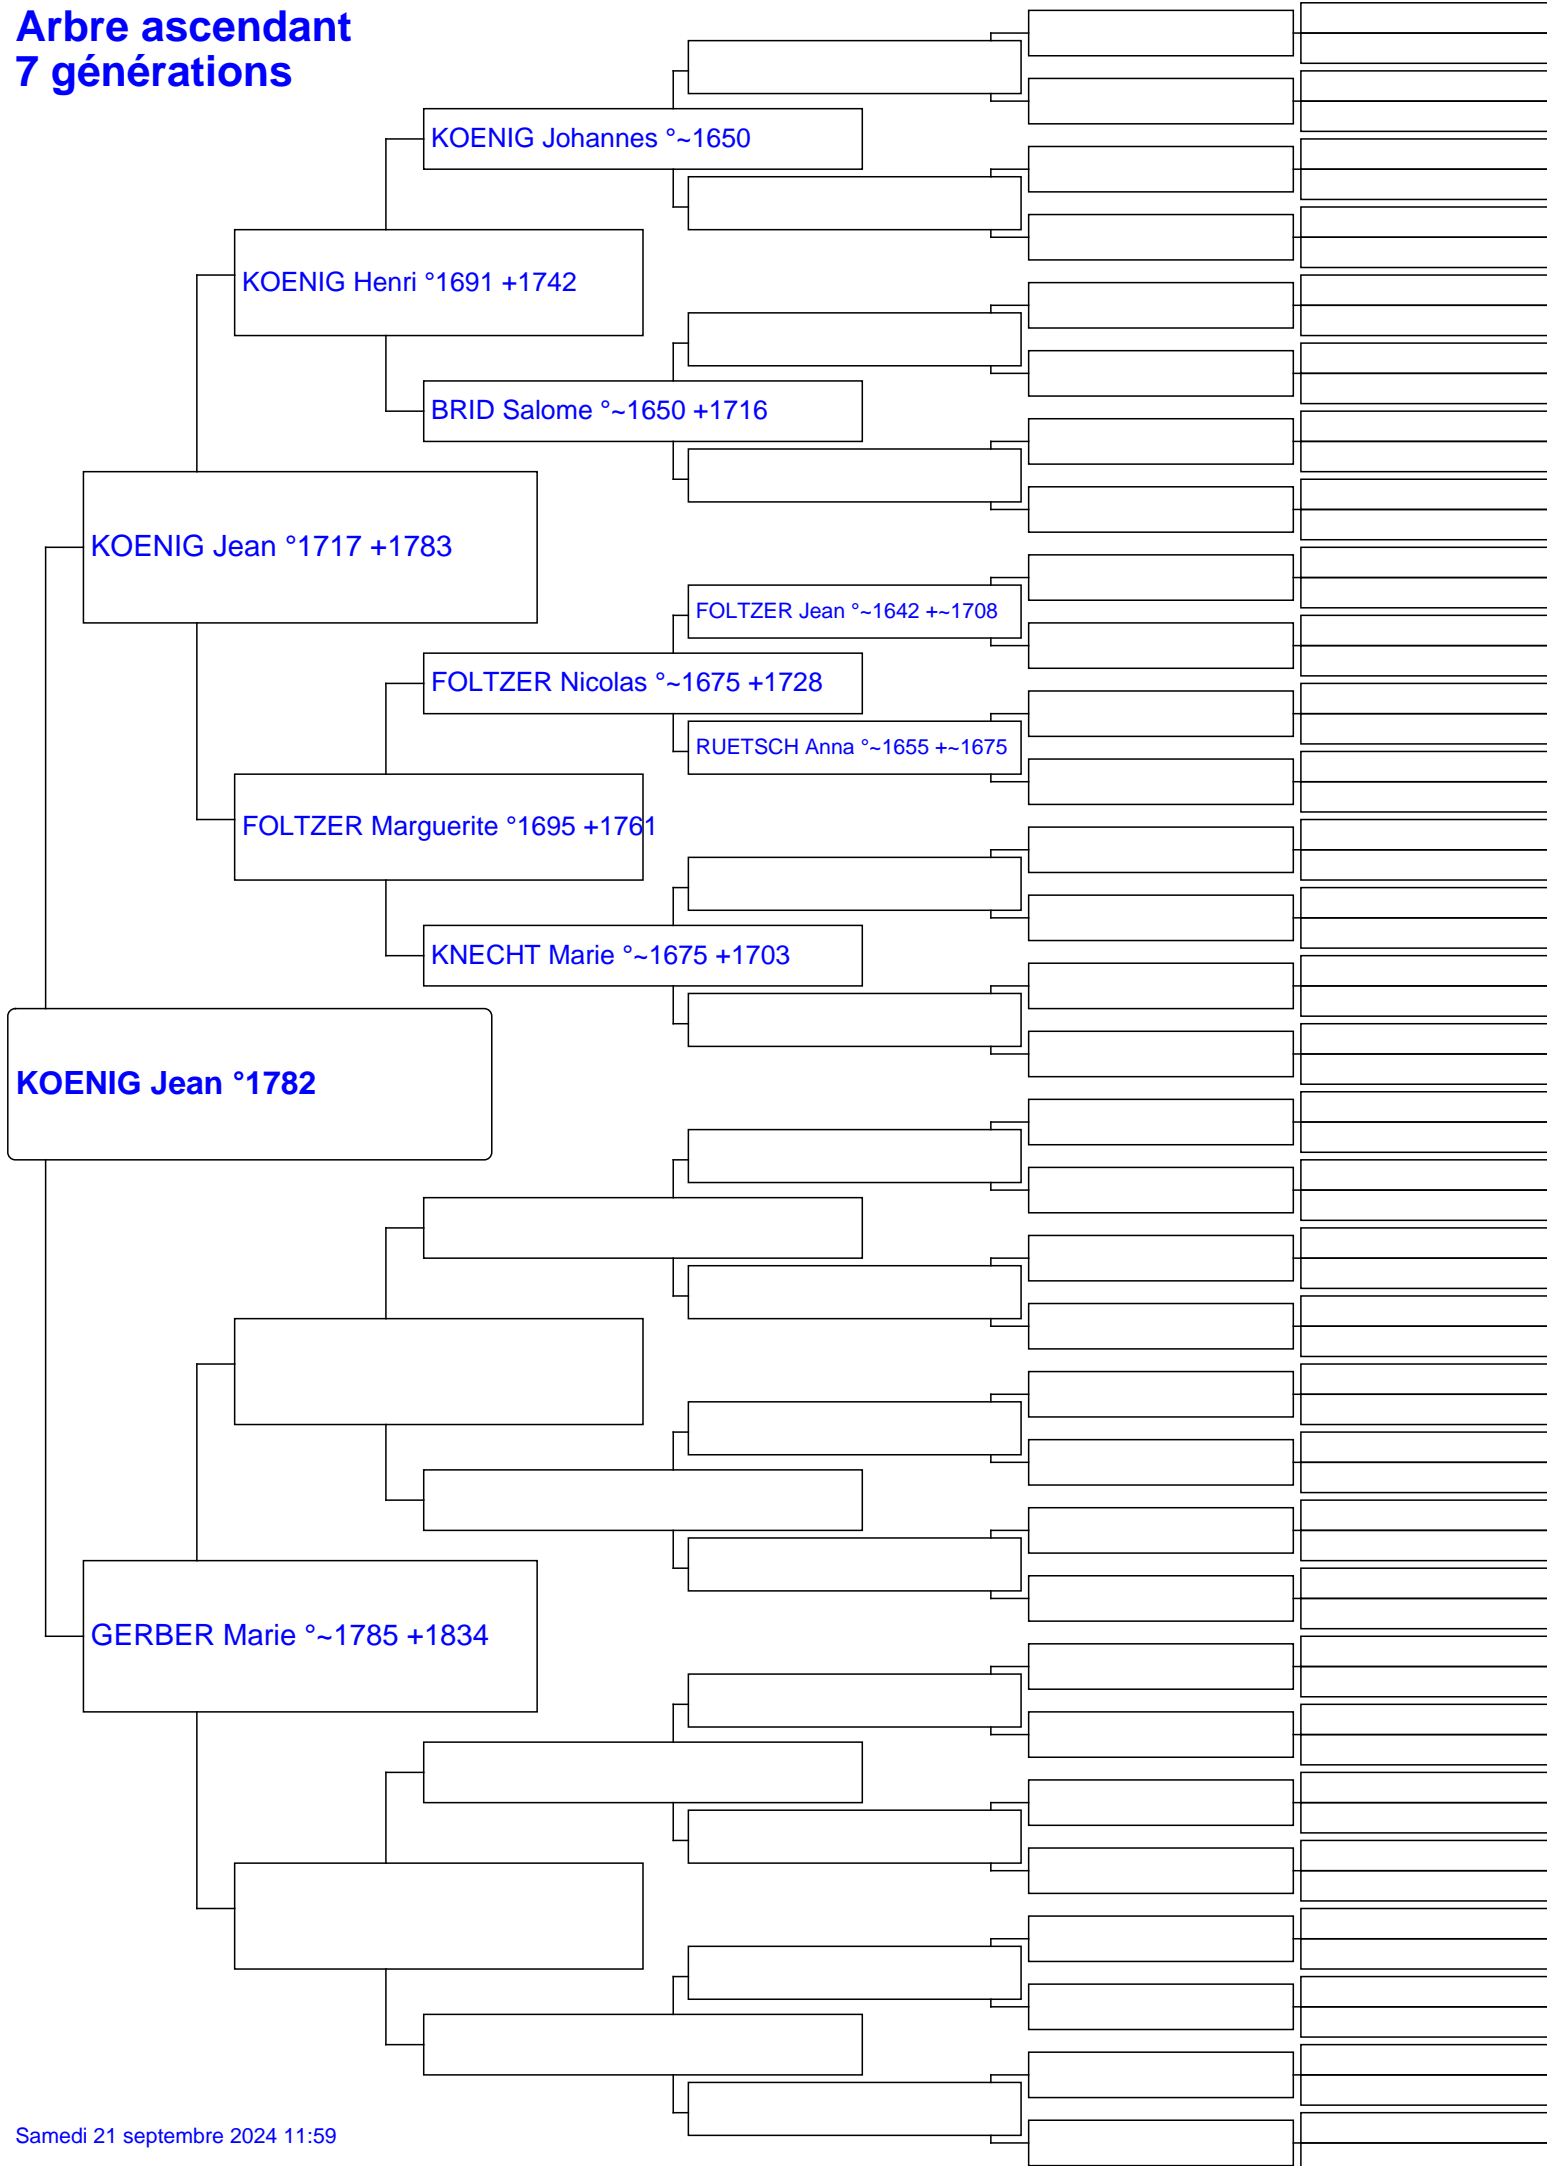 Arbre ascendant
7 générations
KOENIG Johannes °~1650
KOENIG Henri °1691 +1742
BRID Salome °~1650 +1716
KOENIG Jean °1717 +1783
FOLTZER Jean °~1642 +~1708
FOLTZER Nicolas °~1675 +1728
RUETSCH Anna °~1655 +~1675
FOLTZER Marguerite °1695 +1761
KNECHT Marie °~1675 +1703
KOENIG Jean °1782
GERBER Marie °~1785 +1834
Samedi 21 septembre 2024 11:59